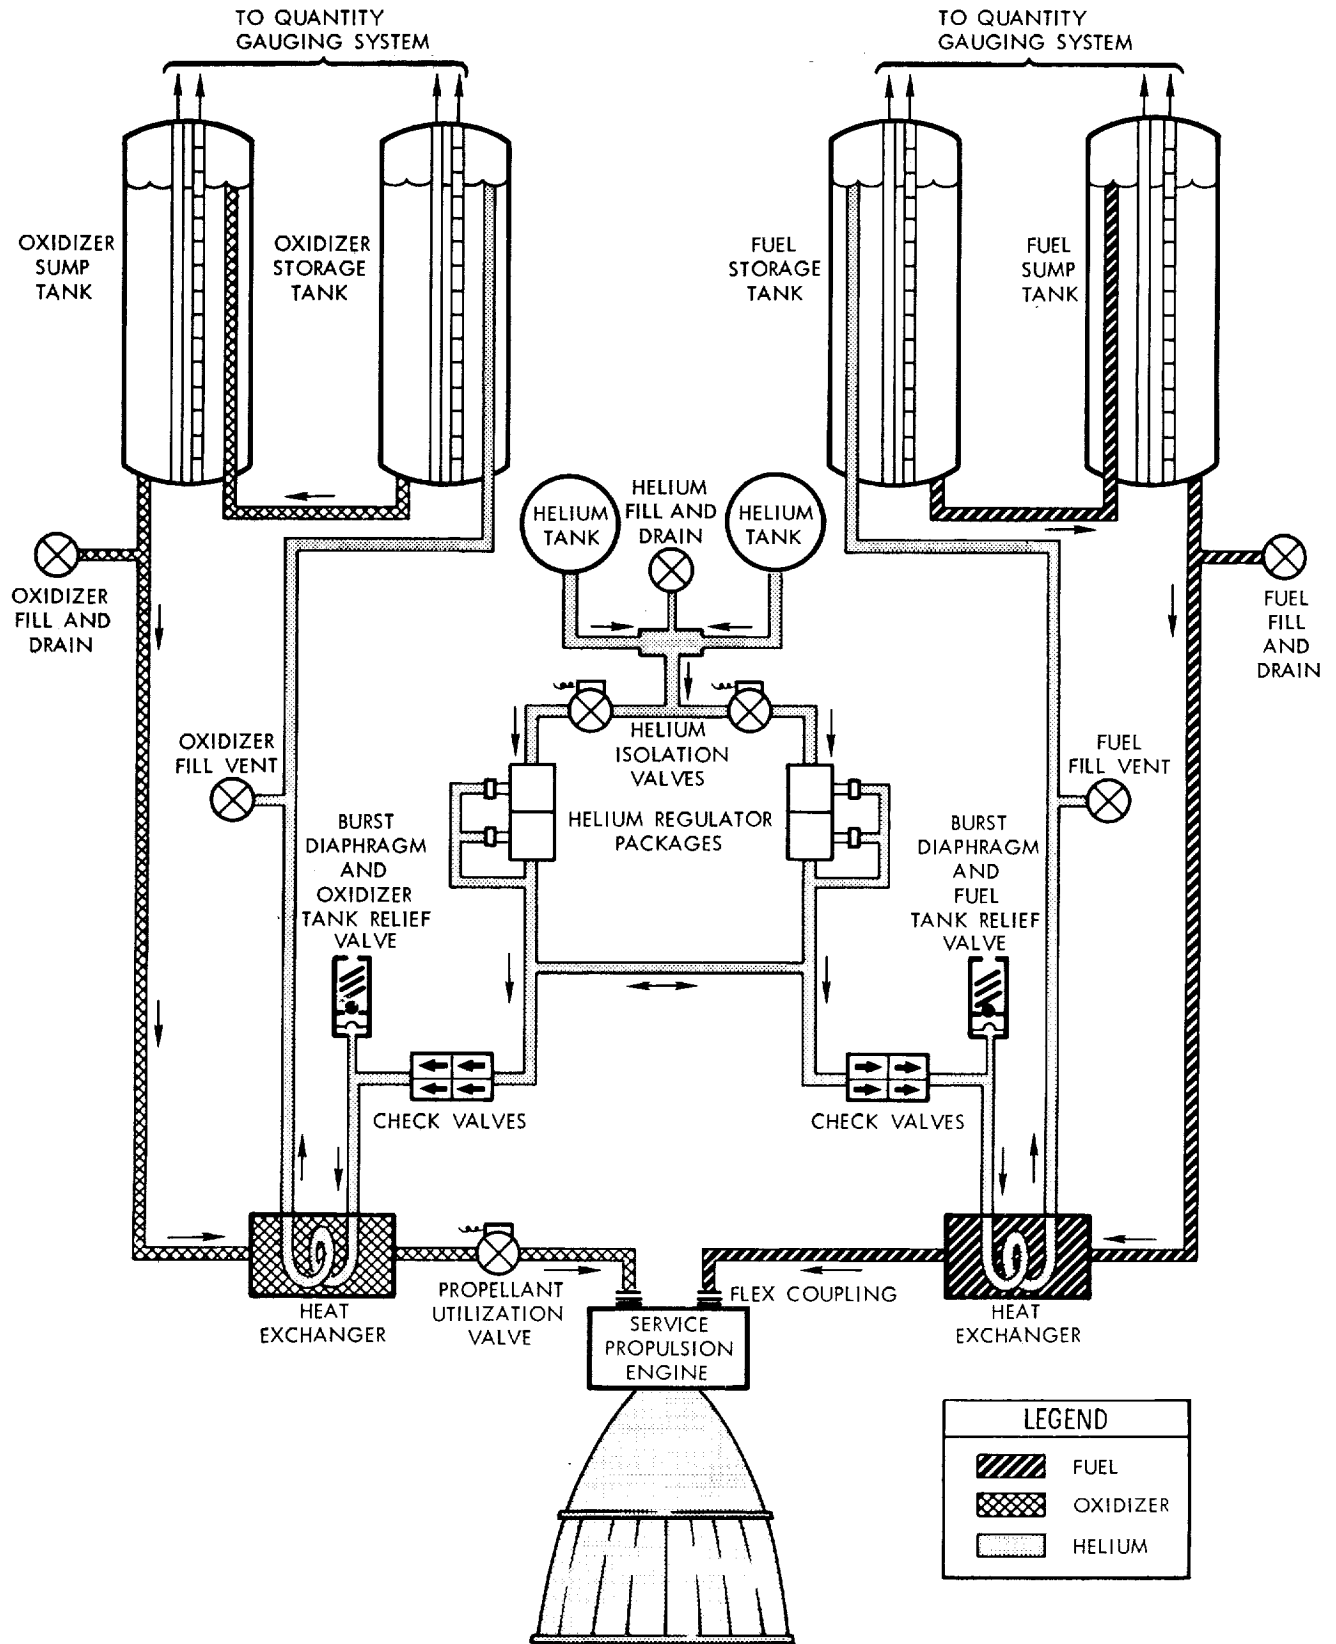 TO QUANTITY
GAUGING SYSTEM
TO QUANTITY
GAUGING SYSTEM
OXIDIZER
SUMP
TANK
OXIDIZER
STORAGE
TANK
FUEL
STORAGE
TANK
FUEL
SUMP
TANK
HELIUM
TANK
HELIUM
FILL AND
DRAIN
HELIUM
TANK
OXIDIZER
FILL AND
DRAIN
FUEL
FILL
AND
DRAIN
OXIDIZER
FILL VENT
HELIUM
ISOLATION
VALVES
FUEL
FILL VENT
HELIUM REGULATOR
PACKAGES
BURST
DIAPHRAGM
AND
OXIDIZER
TANK RELIEF
VALVE
BURST
DIAPHRAGM
AND
FUEL
TANK RELIEF
VALVE
CHECK VALVES
CHECK VALVES
HEAT
EXCHANGER
PROPELLANT
UTILIZATION
VALVE
FLEX COUPLING
HEAT
EXCHANGER
SERVICE
PROPULSION
ENGINE
LEGEND
FUEL
OXIDIZER
HELIUM